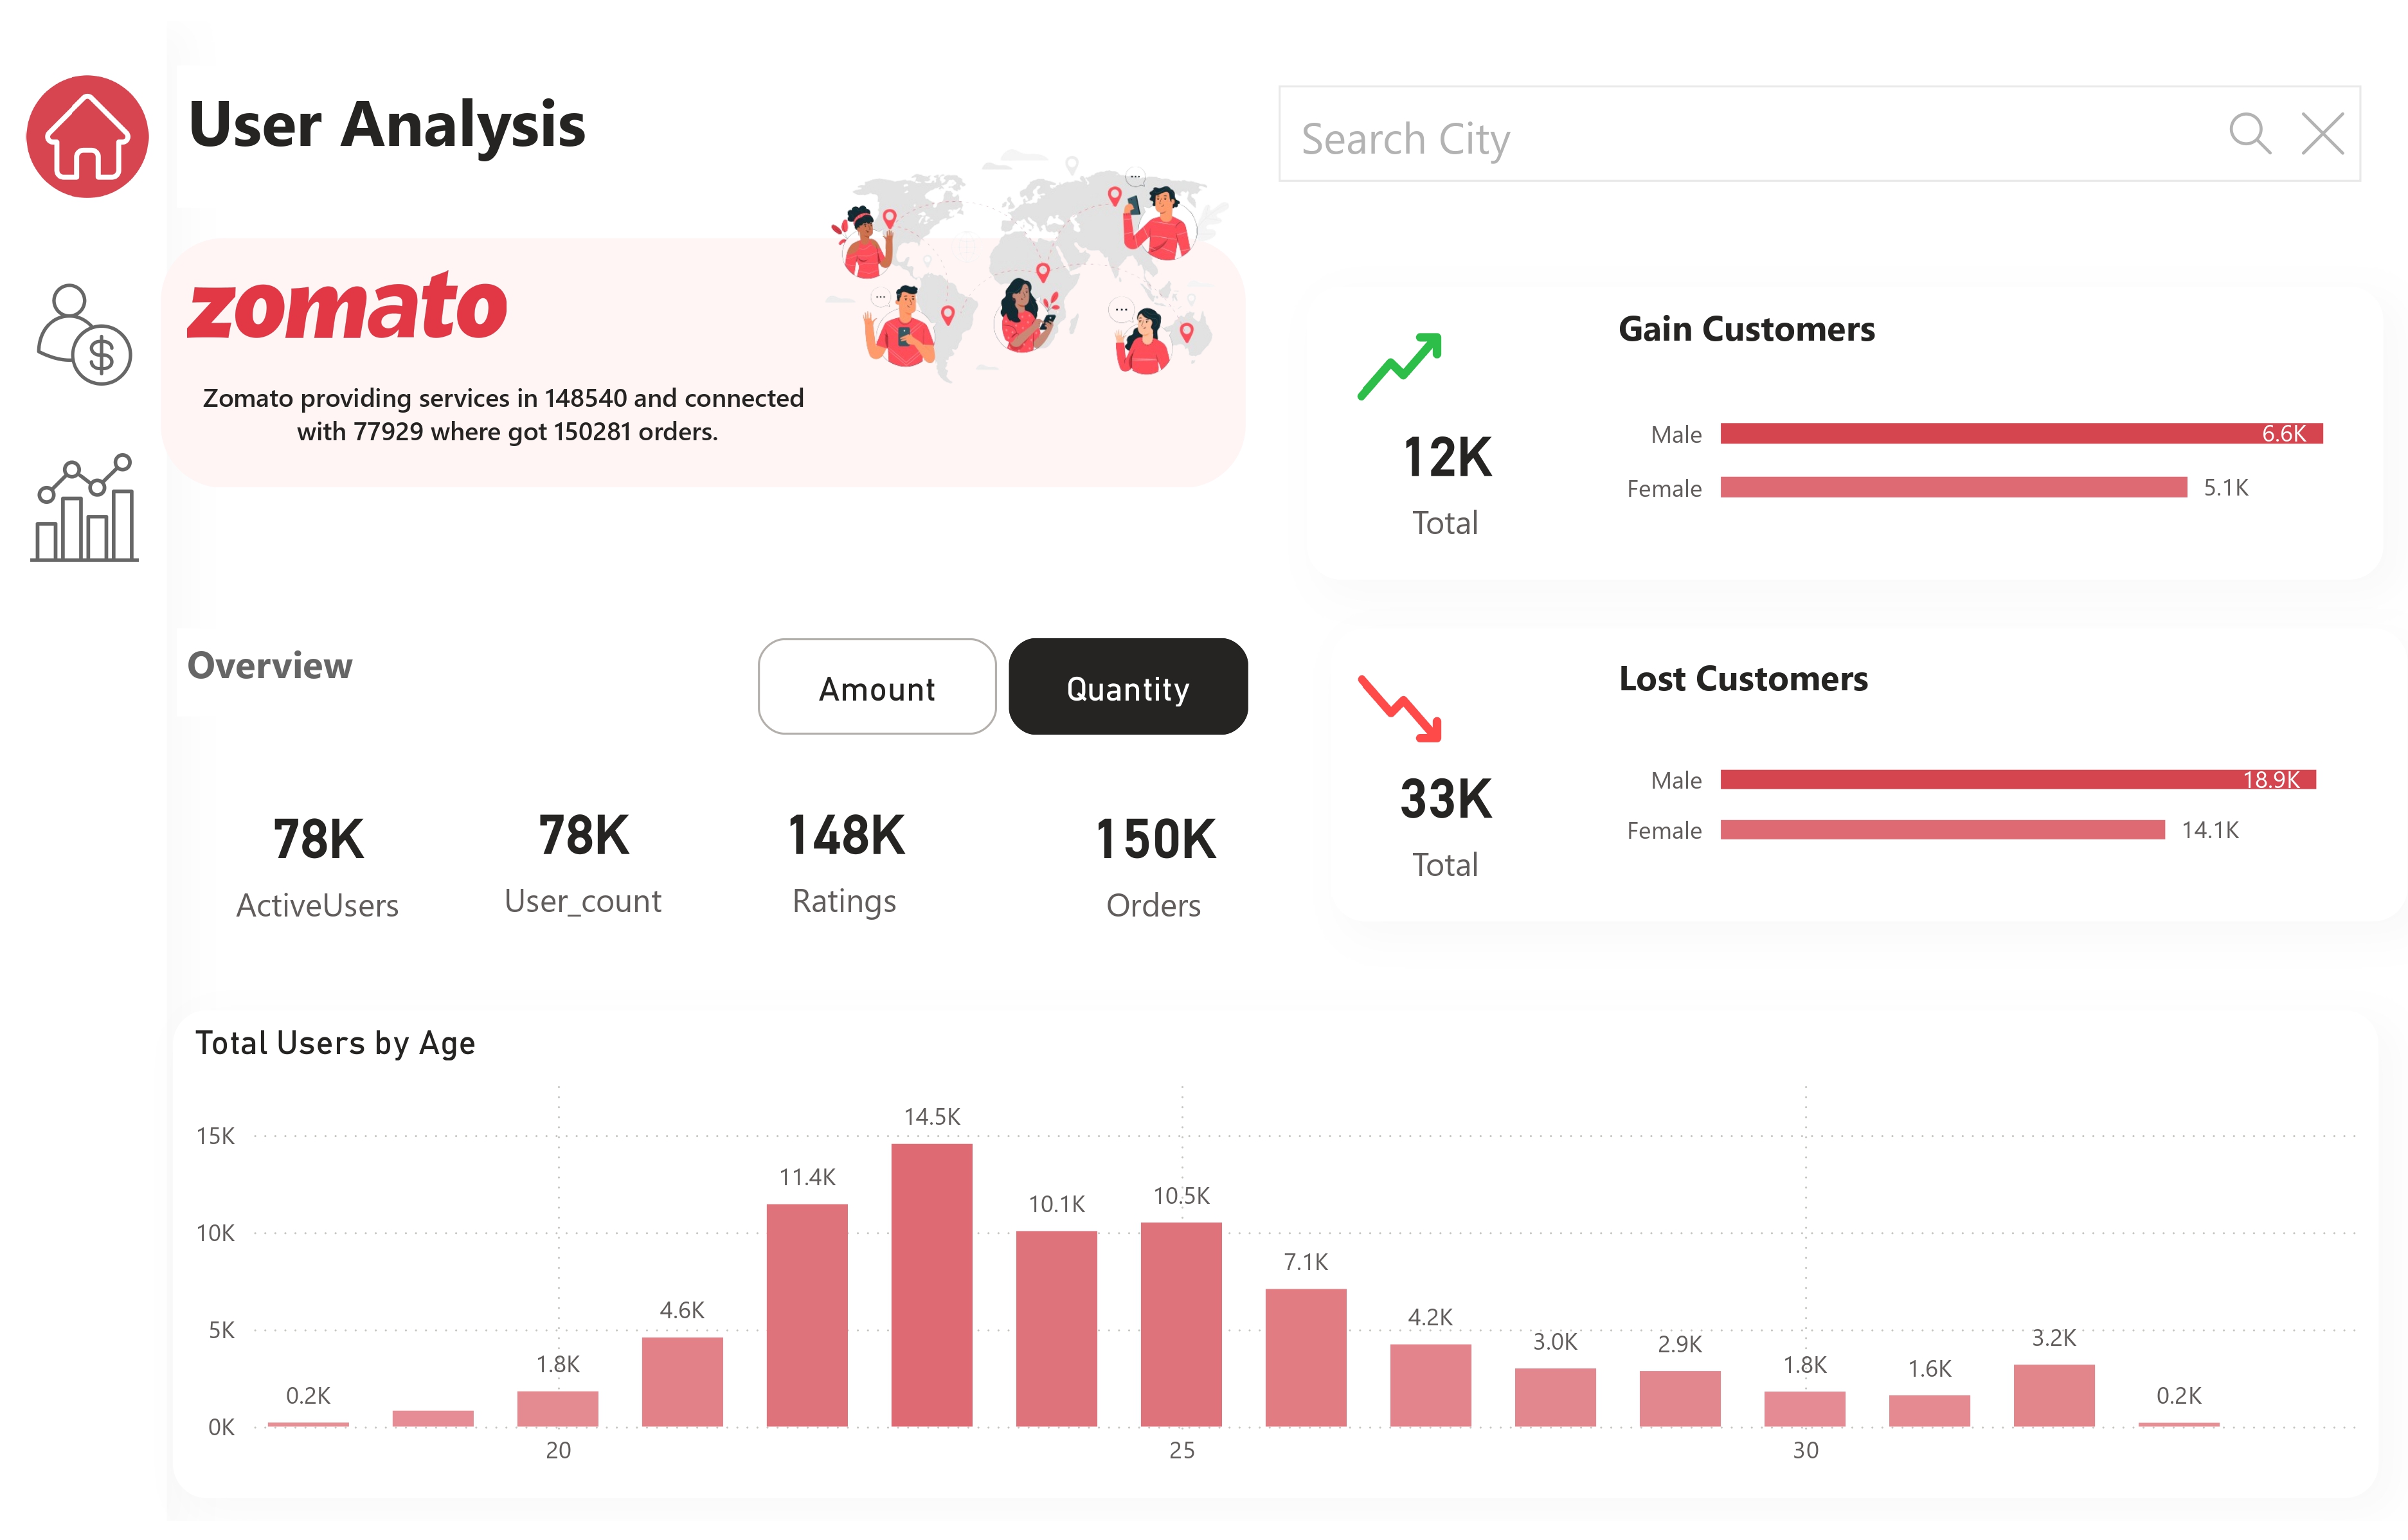 User Analysis
Search City
zomato
Zomato providing services in 148540 and connected
with 77929 where got 150281 orders.
Gain Customers
12K
Total
Male 6.6K
Female 5.1K
Overview
Amount
Quantity
78K
ActiveUsers
78K
User_count
148K
Ratings
150K
Orders
Lost Customers
33K
Total
Male 18.9K
Female 14.1K
Total Users by Age
15K
10K
5K
0K
0.2K
1.8K
4.6K
11.4K
14.5K
10.1K
10.5K
7.1K
4.2K
3.0K
2.9K
1.8K
1.6K
3.2K
0.2K
20 25 30